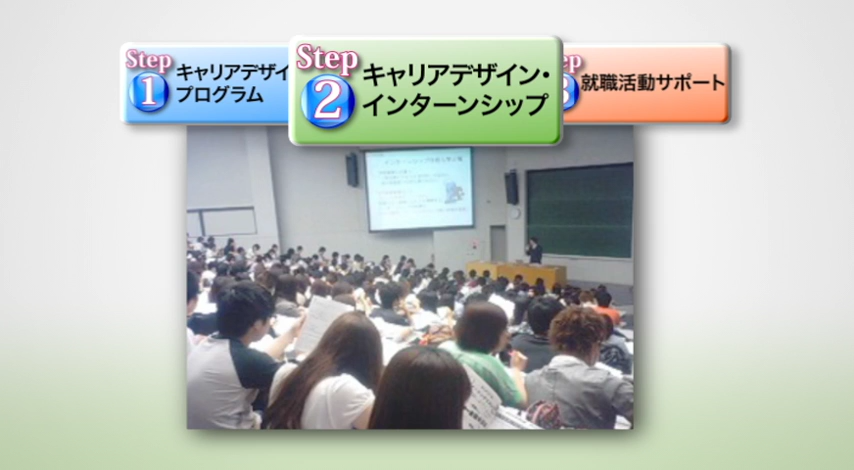 Step
1
キャリアデザイ
プログラム
Step
2
キャリアデザイン・
インターンシップ
ep
3
就職活動サポート